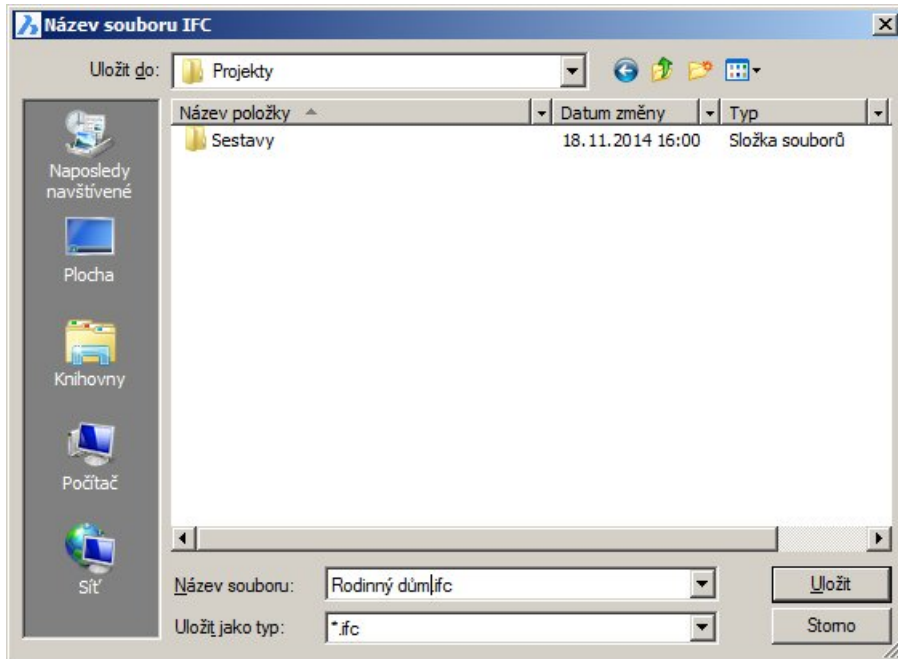 Název souboru IFC
Uložit do: Projekty
Název položky Datum změny Typ
Sestavy 18.11.2014 16:00 Složka souborů
Naposledy
navštívené
Plocha
Knihovny
Počítač
Síť
Název souboru: Rodinný dům.ifc Uložit
Uložit jako typ: *.ifc Storno